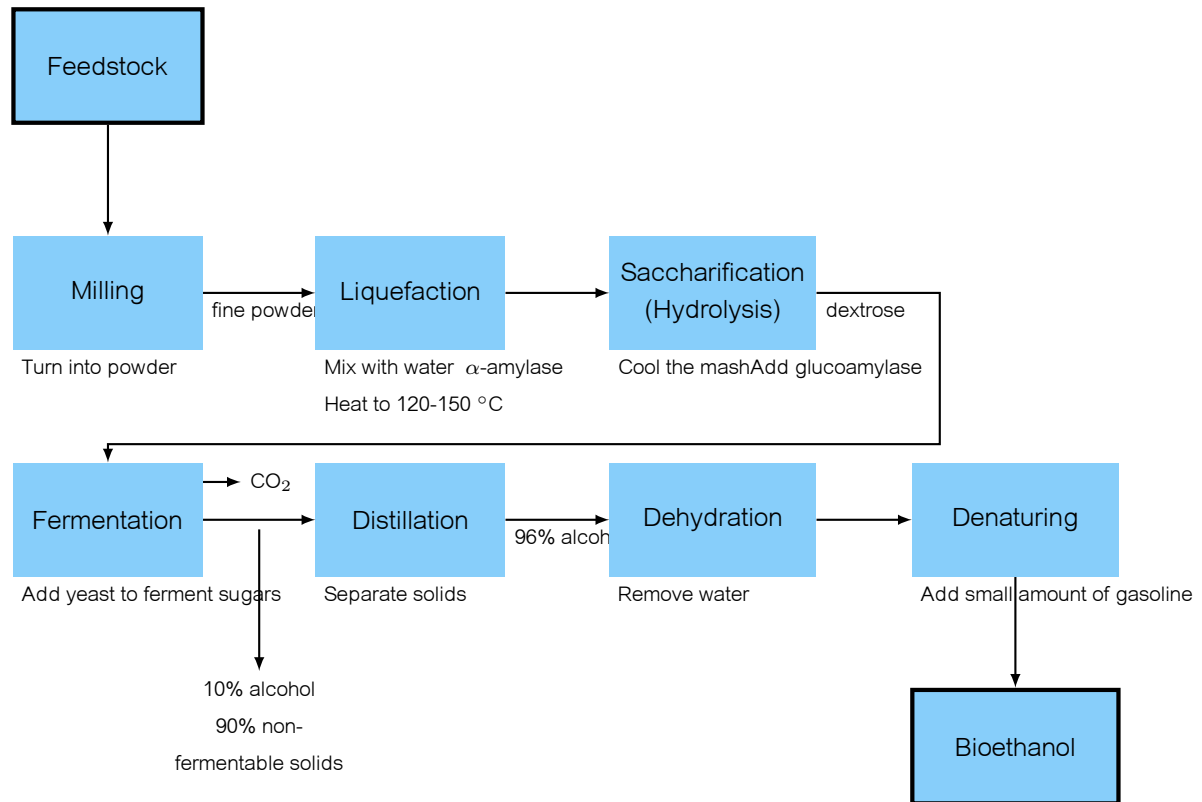 Feedstock
Milling
fine powder
Liquefaction
Saccharification
(Hydrolysis)
dextrose
Turn into powder
Mix with water α-amylase
Heat to 120-150 °C
Cool the mashAdd glucoamylase
Fermentation
CO₂
Distillation
96% alcoh
Dehydration
Denaturing
Add yeast to ferment sugars
Separate solids
Remove water
Add small amount of gasoline
10% alcohol
90% non-
fermentable solids
Bioethanol